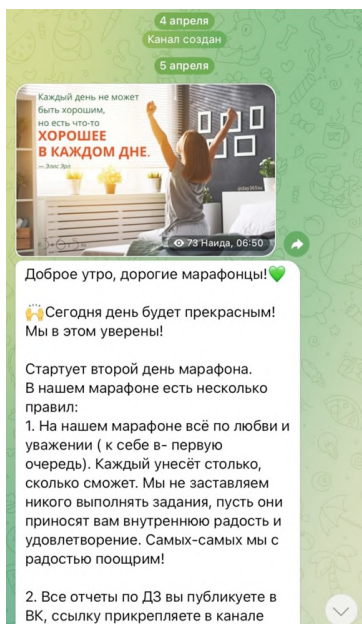 4 апреля
Канал создан
5 апреля
Каждый день не может
быть хорошим,
но есть что-то
ХОРОШЕЕ
В КАЖДОМ ДНЕ.
— Элис Эрл
73 Наида, 06:50
Доброе утро, дорогие марафонцы!💚
🙌Сегодня день будет прекрасным!
Мы в этом уверены!
Стартует второй день марафона.
В нашем марафоне есть несколько
правил:
1. На нашем марафоне всё по любви и
уважении ( к себе в- первую
очередь). Каждый унесёт столько,
сколько сможет. Мы не заставляем
никого выполнять задания, пусть они
приносят вам внутреннюю радость и
удовлетворение. Самых-самых мы с
радостью поощрим!
2. Все отчеты по ДЗ вы публикуете в
ВК, ссылку прикрепляете в канале